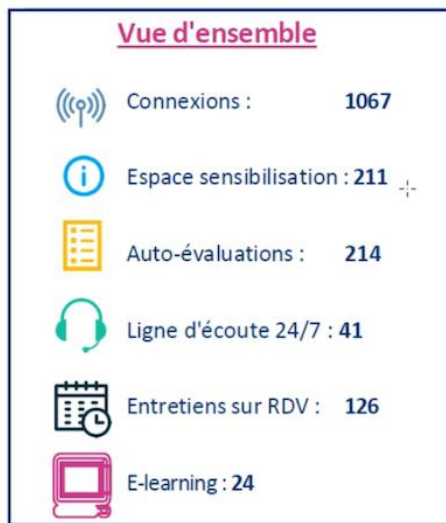 Vue d'ensemble
Connexions : 1067
Espace sensibilisation : 211
Auto-évaluations : 214
Ligne d'écoute 24/7 : 41
Entretiens sur RDV : 126
E-learning : 24